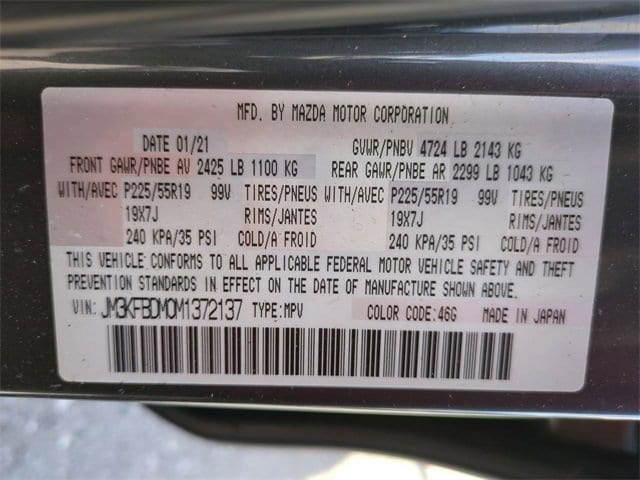 MFD. BY MAZDA MOTOR CORPORATION
DATE 01/21 GVWR/PNBV 4724 LB 2143 KG
FRONT GAWR/PNBE AV 2425 LB 1100 KG REAR GAWR/PNBE AR 2299 LB 1043 KG
WITH/AVEC P225/55R19 99V TIRES/PNEUS WITH/AVEC P225/55R19 99V TIRES/PNEUS
19X7J RIMS/JANTES 19X7J RIMS/JANTES
240 KPA/35 PSI COLD/A FROID 240 KPA/35 PSI COLD/A FROID
THIS VEHICLE CONFORMS TO ALL APPLICABLE FEDERAL MOTOR VEHICLE SAFETY AND THEFT
PREVENTION STANDARDS IN EFFECT ON THE DATE OF MANUFACTURE SHOWN ABOVE.
VIN: JM3KFBDM0M1372137 TYPE:MPV COLOR CODE:46G MADE IN JAPAN